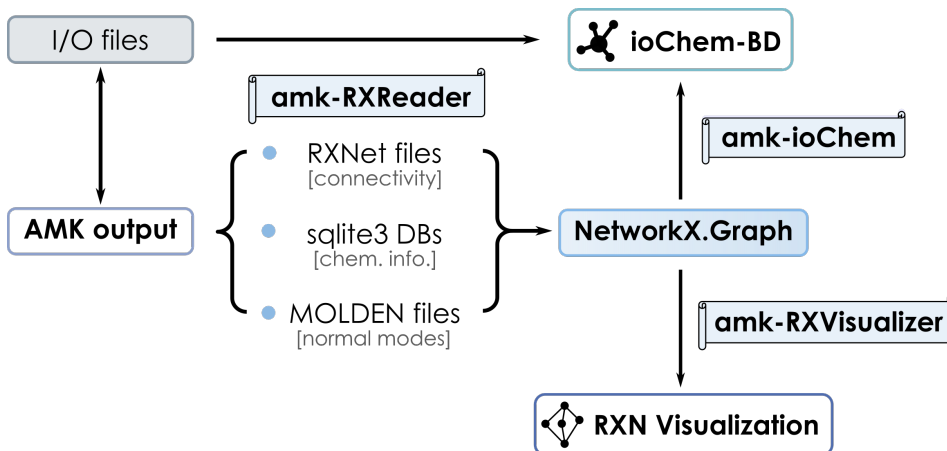 I/O files
ioChem-BD
amk-RXReader
RXNet files
[connectivity]
amk-ioChem
AMK output
sqlite3 DBs
[chem. info.]
NetworkX.Graph
MOLDEN files
[normal modes]
amk-RXVisualizer
RXN Visualization